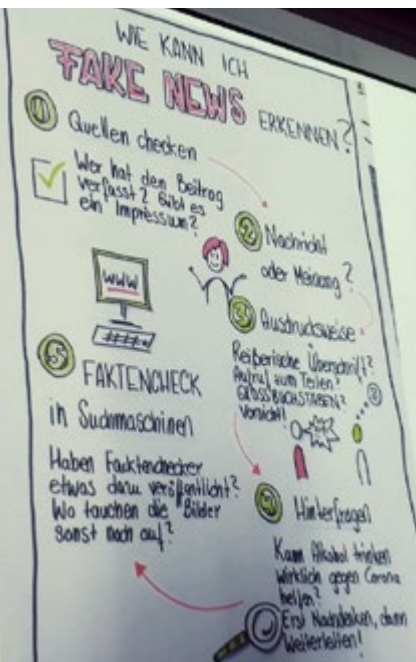 WIE KANN ICH
FAKE NEWS
ERKENNEN?
1
Quellen checken
Wer hat den Beitrag
verfasst? Gibt es
ein Impressum?
2
Nachricht
oder Meinung?
3
Ausdrucksweise
Reißerische Überschrift?
Aufruf zum Teilen?
GROSSBUCHSTABEN?
Vorsicht!
4
Hinterfragen
Kann Alkohol trinken
wirklich gegen Corona
helfen?
Erst Nachdenken, dann
Weiterleiten!
5
FAKTENCHECK
in Suchmaschinen
Haben Facktenchecker
etwas dazu veröffentlicht?
Wo tauchen die Bilder
sonst noch auf?
www